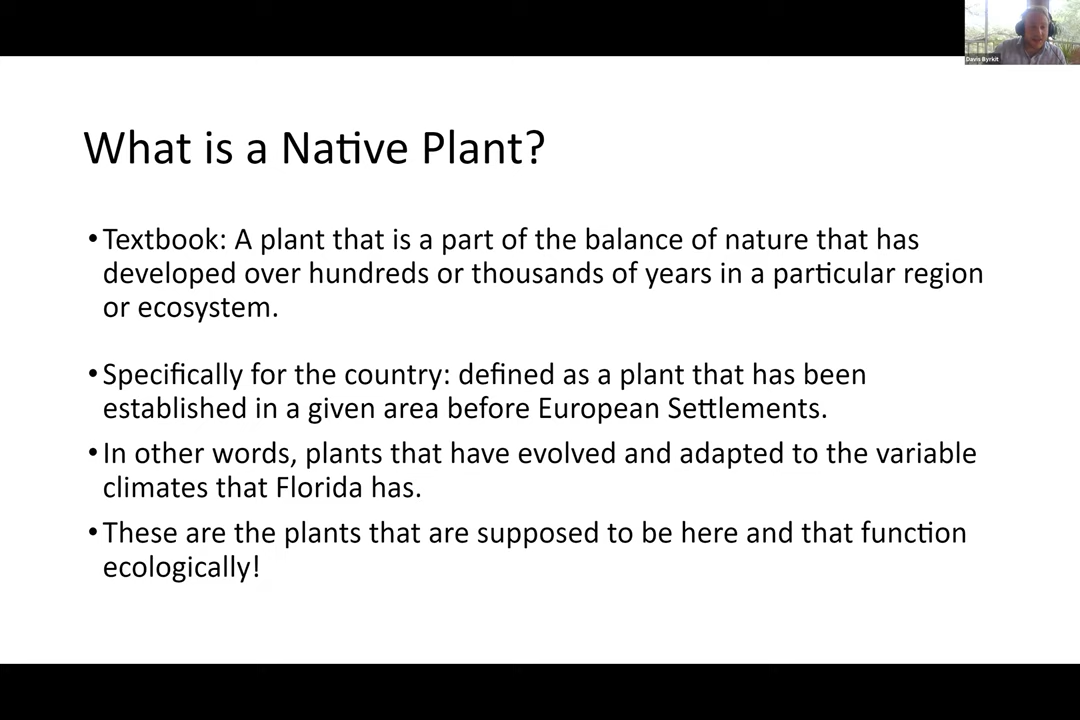 Davis Byrkit
What is a Native Plant?
•Textbook: A plant that is a part of the balance of nature that has
developed over hundreds or thousands of years in a particular region
or ecosystem.
•Specifically for the country: defined as a plant that has been
established in a given area before European Settlements.
•In other words, plants that have evolved and adapted to the variable
climates that Florida has.
•These are the plants that are supposed to be here and that function
ecologically!